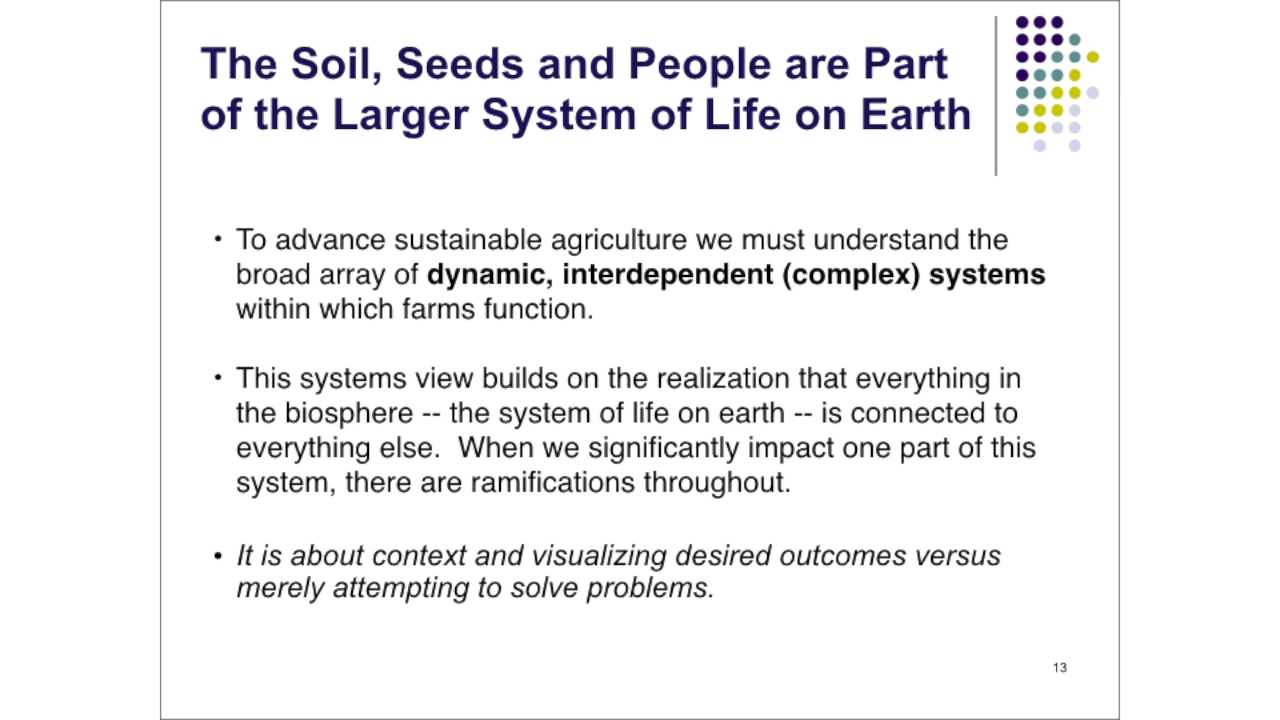 The Soil, Seeds and People are Part
of the Larger System of Life on Earth
• To advance sustainable agriculture we must understand the
broad array of dynamic, interdependent (complex) systems
within which farms function.
• This systems view builds on the realization that everything in
the biosphere -- the system of life on earth -- is connected to
everything else.  When we significantly impact one part of this
system, there are ramifications throughout.
• It is about context and visualizing desired outcomes versus
merely attempting to solve problems.
13